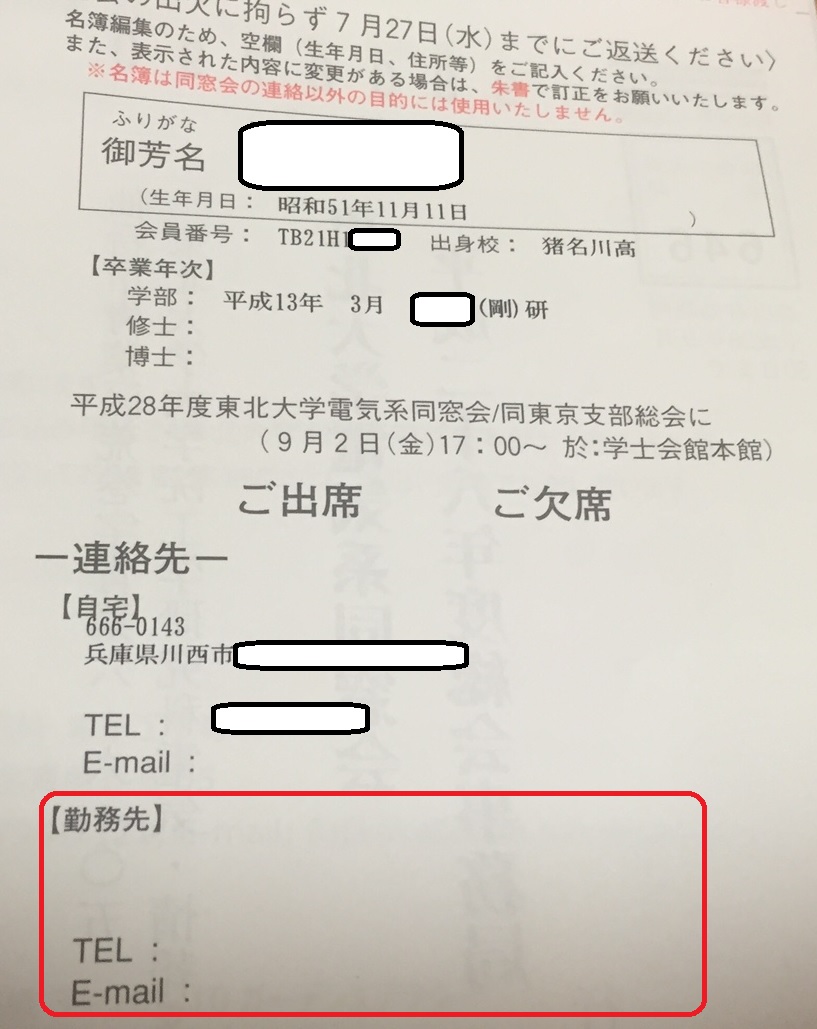 の出欠に拘らず7月27日(水)までにご返送ください〉
名簿編集のため、空欄(生年月日、住所等)をご記入ください。
また、表示された内容に変更がある場合は、朱書で訂正をお願いいたします。
※名簿は同窓会の連絡以外の目的には使用いたしません。
ふりがな
御芳名
(生年月日： 昭和51年11月11日 )
会員番号： TB21H 出身校： 猪名川高
【卒業年次】
学部： 平成13年 3月 (剛)研
修士：
博士：
平成28年度東北大学電気系同窓会/同東京支部総会に
(9月2日(金)17：00～ 於:学士会館本館)
ご出席 ご欠席
ー連絡先ー
【自宅】
666-0143
兵庫県川西市
TEL ：
E-mail ：
【勤務先】
TEL ：
E-mail ：